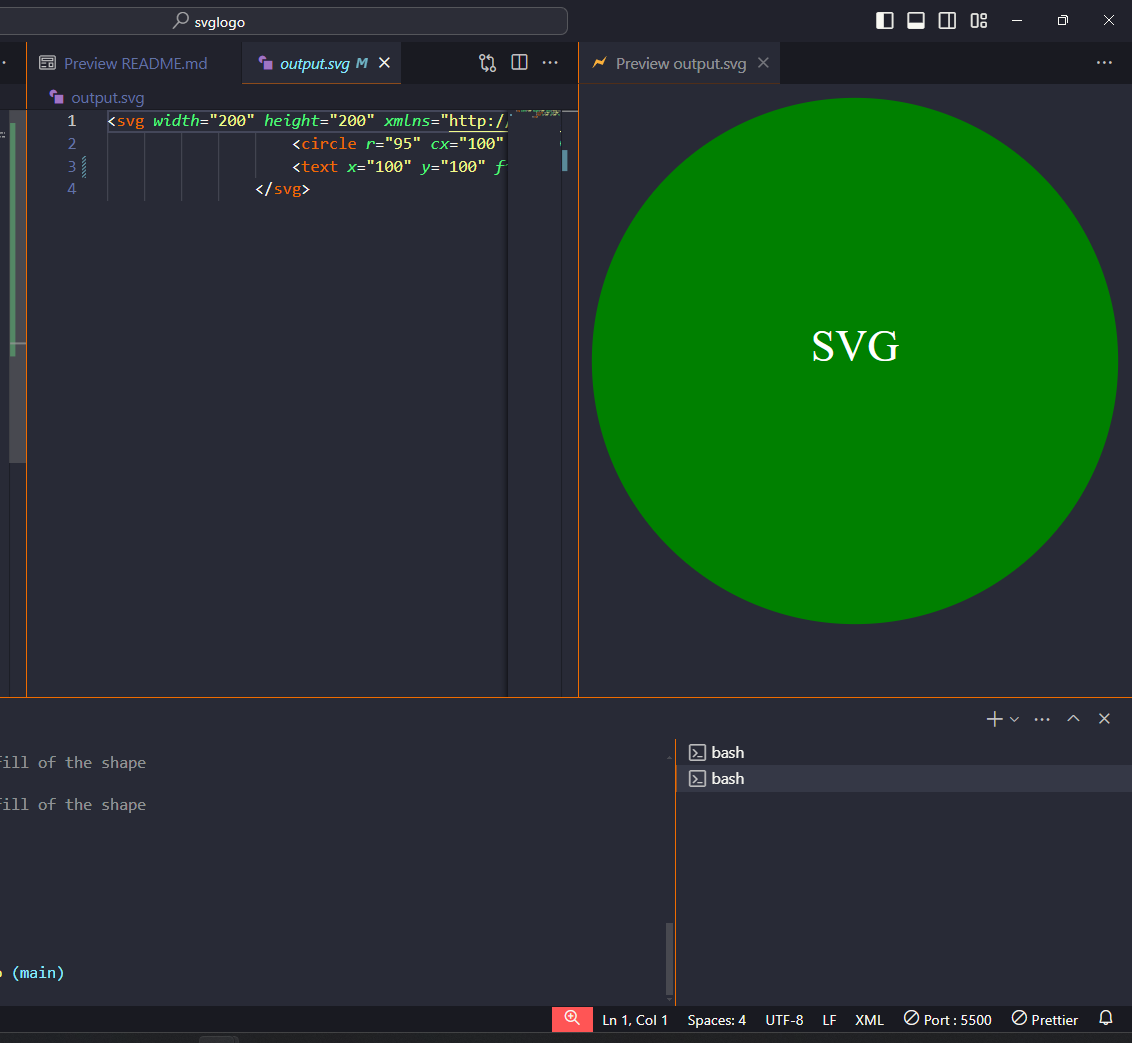 svglogo
Preview README.md
output.svg M
Preview output.svg
output.svg
1 <svg width="200" height="200" xmlns="http:/
2 <circle r="95" cx="100"
3 <text x="100" y="100" f
4 </svg>
SVG
bash
bash
fill of the shape
fill of the shape
(main)
Ln 1, Col 1 Spaces: 4 UTF-8 LF XML Port : 5500 Prettier